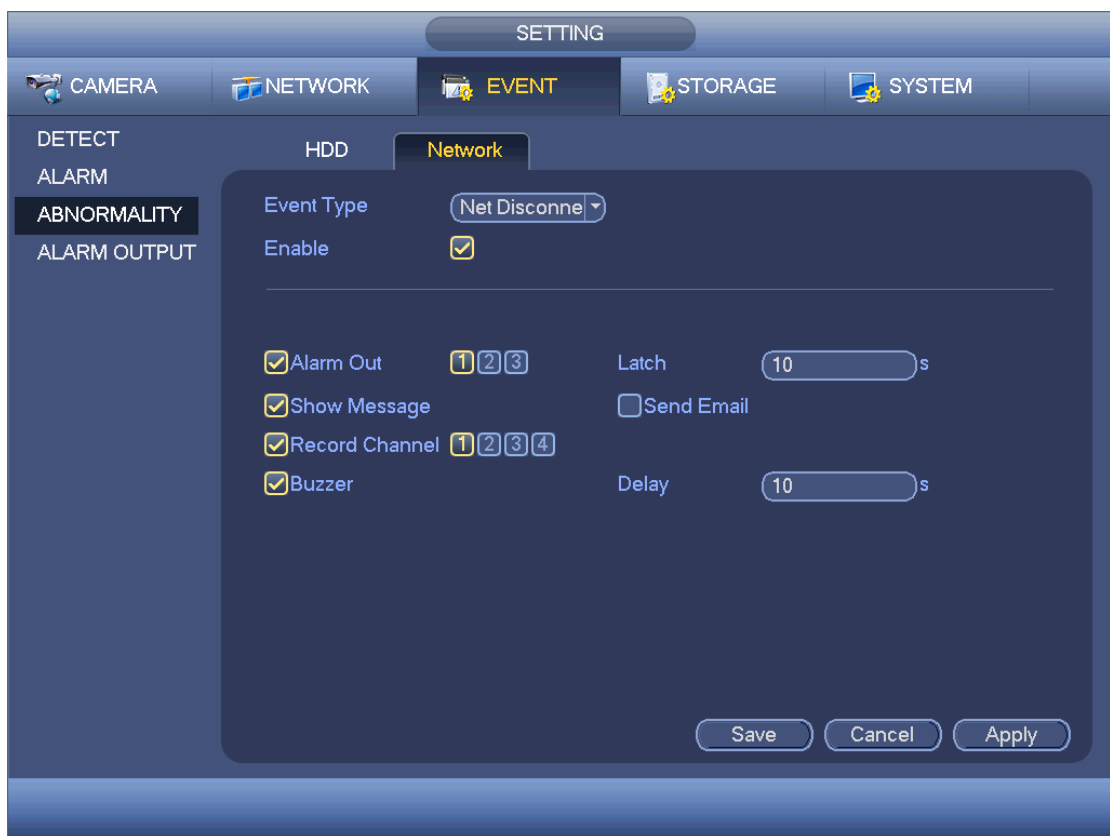 SETTING
CAMERA NETWORK EVENT STORAGE SYSTEM
DETECT
ALARM
ABNORMALITY
ALARM OUTPUT
HDD Network
Event Type Net Disconne
Enable
Alarm Out 1 2 3 Latch 10 s
Show Message Send Email
Record Channel 1 2 3 4
Buzzer Delay 10 s
Save Cancel Apply